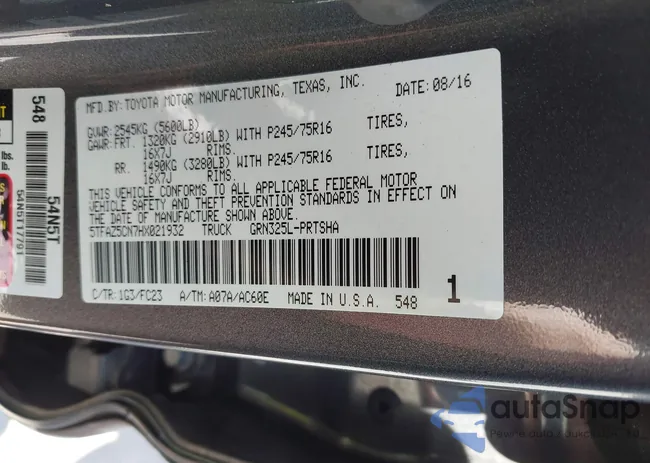 MFD.BY:TOYOTA MOTOR MANUFACTURING, TEXAS, INC. DATE:08/16
GVWR:2545KG (5600LB)
GAWR:FRT. 1320KG (2910LB) WITH P245/75R16 TIRES,
16X7J RIMS.
RR. 1490KG (3280LB) WITH P245/75R16 TIRES,
16X7J RIMS.
THIS VEHICLE CONFORMS TO ALL APPLICABLE FEDERAL MOTOR
VEHICLE SAFETY AND THEFT PREVENTION STANDARDS IN EFFECT ON
THE DATE OF MANUFACTURE SHOWN ABOVE.
5TFAZ5CN7HX021932 TRUCK GRN325L-PRTSHA
C/TR:1G3/FC23 A/TM:A07A/AC60E MADE IN U.S.A. 548 1
548
54N5T
54N5T17791
lbs.
lb.
autoSnap